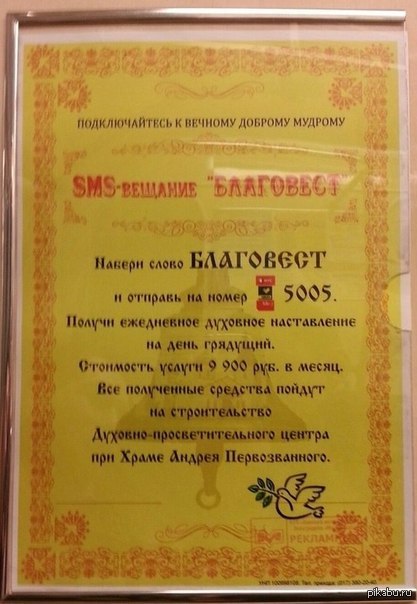 ПОДКЛЮЧАЙТЕСЬ К ВЕЧНОМУ ДОБРОМУ МУДРОМУ
SMS-ВЕЩАНИЕ "БЛАГОВЕСТ"
Набери слово БЛАГОВЕСТ
и отправь на номер 5005.
Получи ежедневное духовное наставление
на день грядущий.
Стоимость услуги 9 900 руб. в месяц.
Все полученные средства пойдут
на строительство
Духовно-просветительного центра
при Храме Андрея Первозванного.
РЕКЛАМ
pikabu.ru